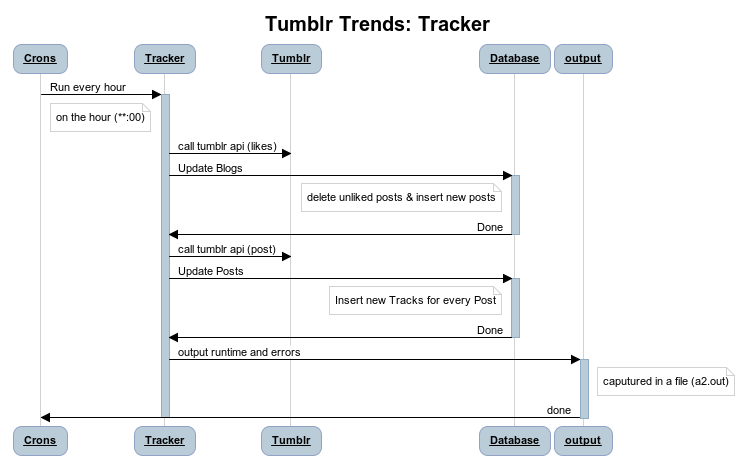 Tumblr Trends: Tracker
Crons Tracker Tumblr Database output
Run every hour
on the hour (**:00)
call tumblr api (likes)
Update Blogs
delete unliked posts & insert new posts
Done
call tumblr api (post)
Update Posts
Insert new Tracks for every Post
Done
output runtime and errors
caputured in a file (a2.out)
done
Crons Tracker Tumblr Database output